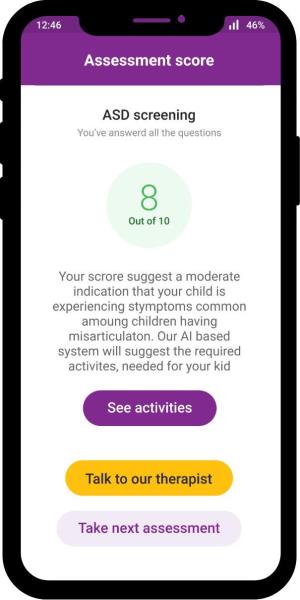 12:46
46%
Assessment score
ASD screening
You've answerd all the questions
8
Out of 10
Your scrore suggest a moderate
indication that your child is
experiencing stymptoms common
amoung children having
misarticulaton. Our AI based
system will suggest the required
activites, needed for your kid
See activities
Talk to our therapist
Take next assessment